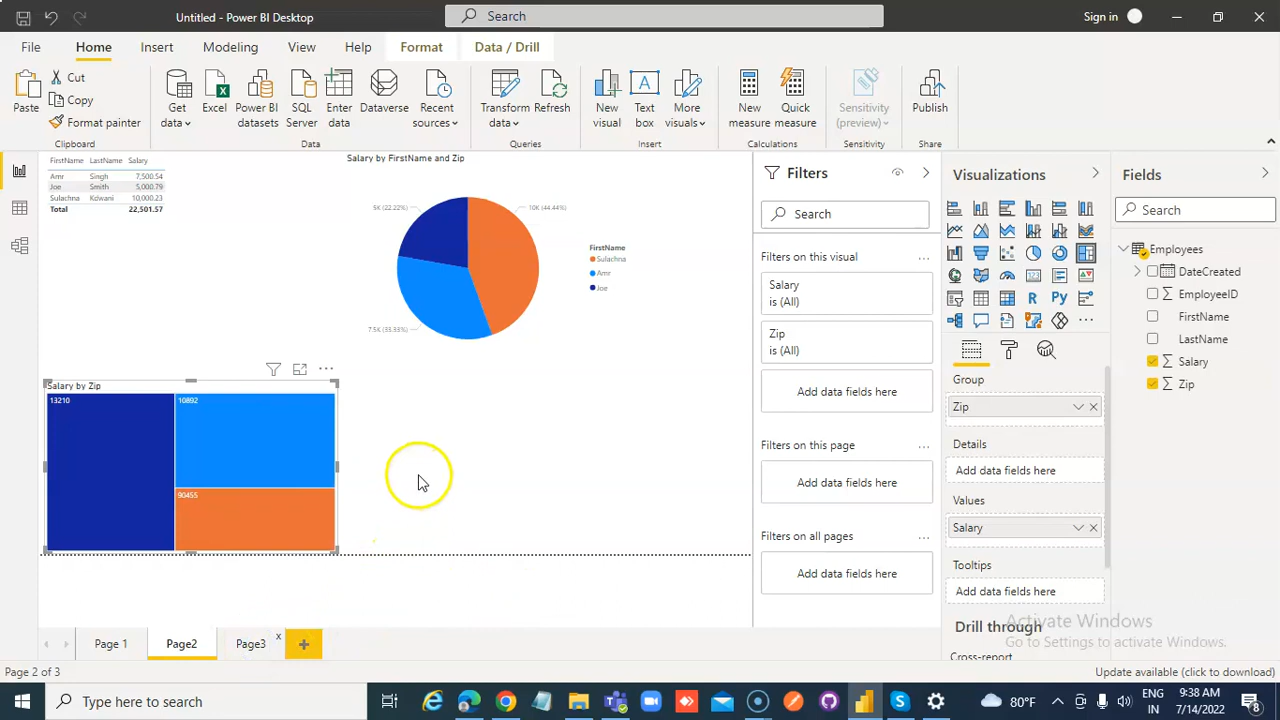 Untitled - Power BI Desktop
Search
Sign in
File
Home
Insert
Modeling
View
Help
Format
Data / Drill
Paste
Cut
Copy
Format painter
Get data
Excel
Power BI datasets
SQL Server
Enter data
Dataverse
Recent sources
Transform data
Refresh
New visual
Text box
More visuals
New measure
Quick measure
Sensitivity (preview)
Publish
Clipboard
Data
Queries
Insert
Calculations
Sensitivity
Share
FirstName LastName Salary
Amr Singh 7,500.54
Joe Smith 5,000.79
Sulachna Kdwani 10,000.23
Total 22,501.57
Salary by FirstName and Zip
5K (22.22%)
10K (44.44%)
7.5K (33.33%)
FirstName
Sulachna
Amr
Joe
Salary by Zip
13210
10892
90455
Filters
Search
Filters on this visual
Salary
is (All)
Zip
is (All)
Add data fields here
Filters on this page
Add data fields here
Filters on all pages
Add data fields here
Visualizations
R
Py
123
Group
Zip
Details
Add data fields here
Values
Salary
Tooltips
Add data fields here
Drill through
Cross-report
Fields
Search
Employees
DateCreated
EmployeeID
FirstName
LastName
Salary
Zip
Activate Windows
Go to Settings to activate Windows.
Page 1
Page2
Page3
Page 2 of 3
Update available (click to download)
Type here to search
80°F
ENG
IN
9:38 AM
7/14/2022
8